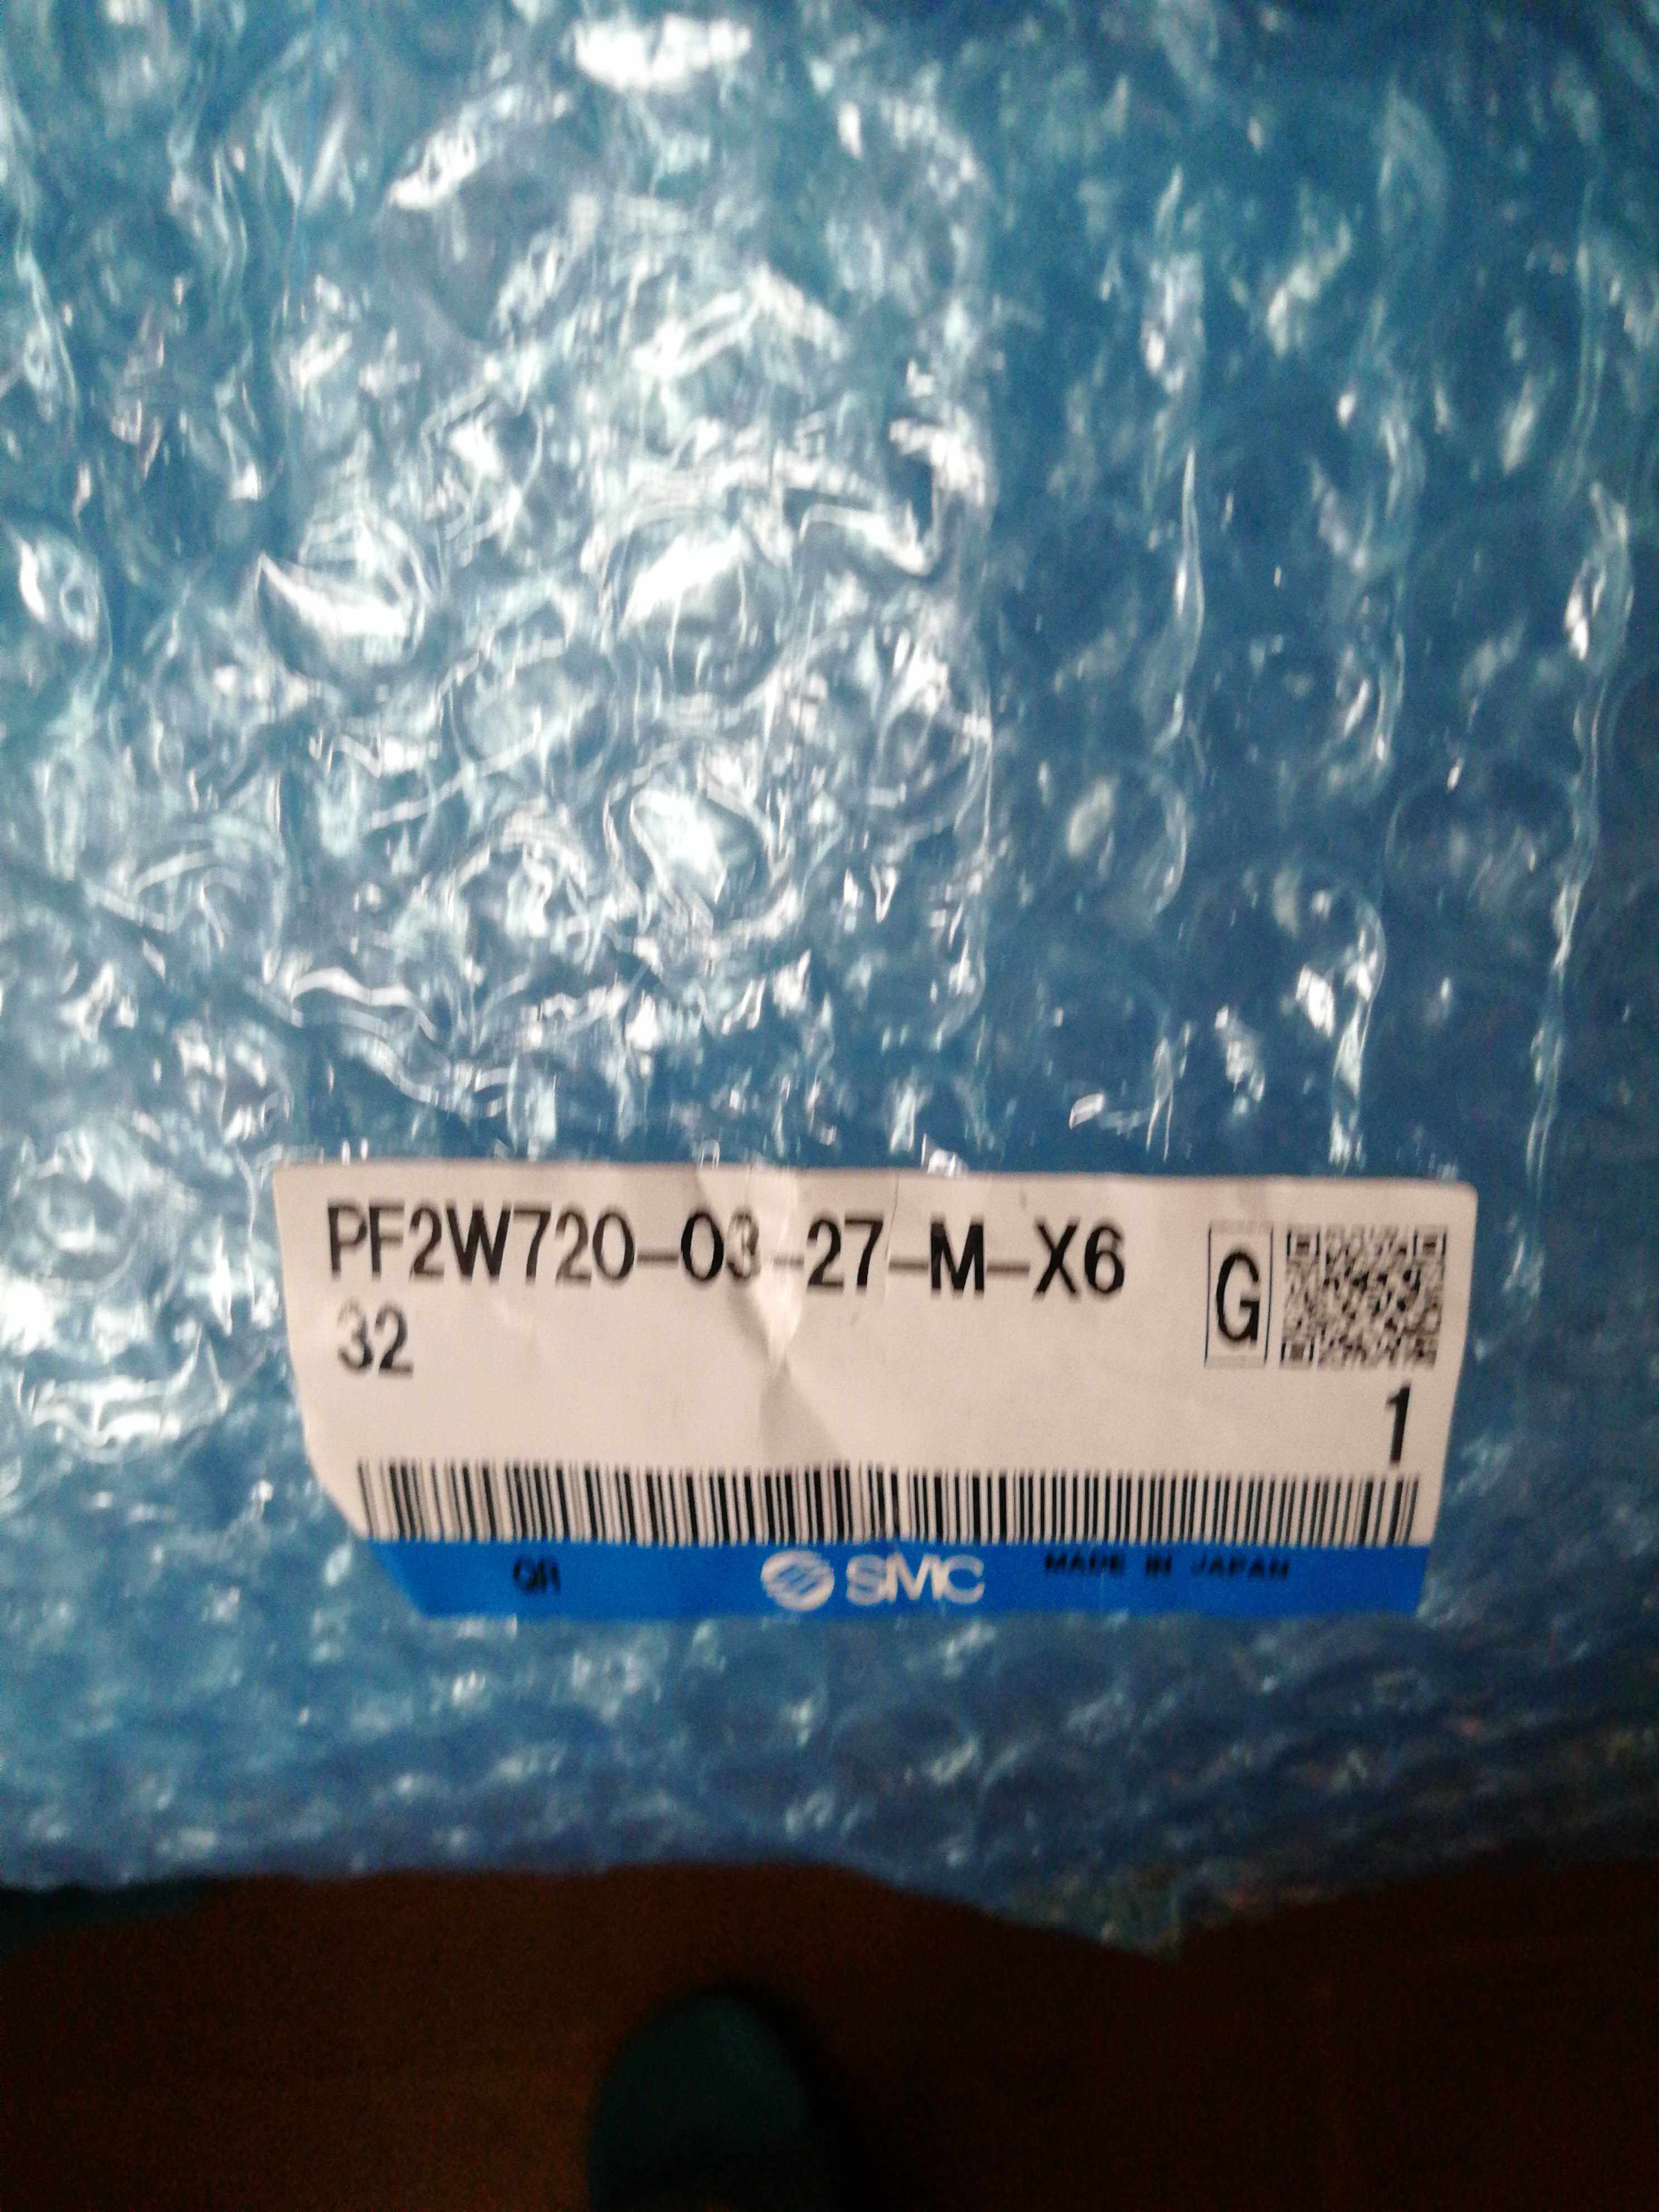 PF2W720-03-27-M-X6
32
G
1
QR
SMC
MADE IN JAPAN